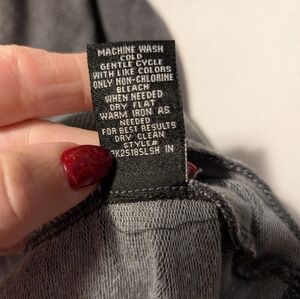 MACHINE WASH
COLD
GENTLE CYCLE
WITH LIKE COLORS
ONLY NON-CHLORINE
BLEACH
WHEN NEEDED
DRY FLAT
WARM IRON AS
NEEDED
FOR BEST RESULTS
DRY CLEAN
STYLE#
IN